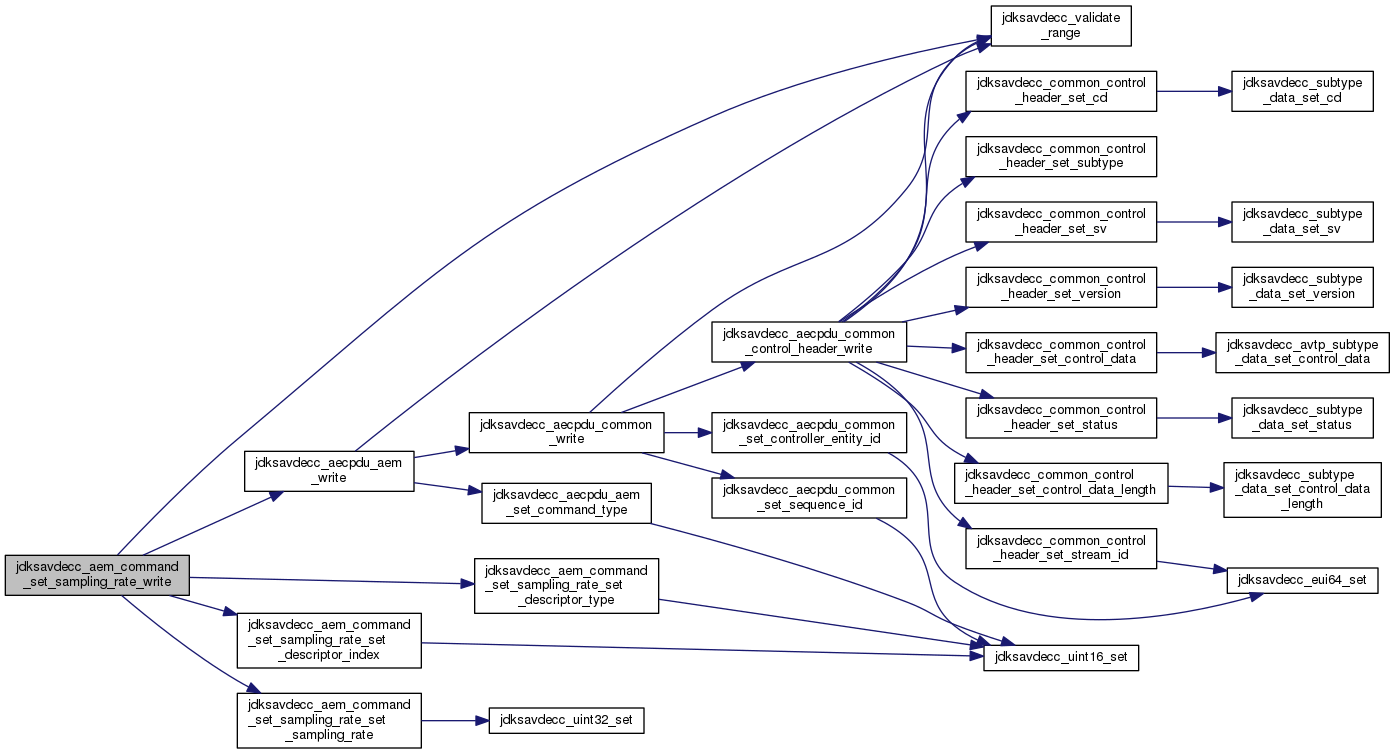 jdksavdecc_aem_command
_set_sampling_rate_write
jdksavdecc_aecpdu_aem
_write
jdksavdecc_aem_command
_set_sampling_rate_set
_descriptor_index
jdksavdecc_aem_command
_set_sampling_rate_set
_sampling_rate
jdksavdecc_aecpdu_common
_write
jdksavdecc_aecpdu_aem
_set_command_type
jdksavdecc_aem_command
_set_sampling_rate_set
_descriptor_type
jdksavdecc_uint32_set
jdksavdecc_aecpdu_common
_control_header_write
jdksavdecc_aecpdu_common
_set_controller_entity_id
jdksavdecc_aecpdu_common
_set_sequence_id
jdksavdecc_validate
_range
jdksavdecc_common_control
_header_set_cd
jdksavdecc_common_control
_header_set_subtype
jdksavdecc_common_control
_header_set_sv
jdksavdecc_common_control
_header_set_version
jdksavdecc_common_control
_header_set_control_data
jdksavdecc_common_control
_header_set_status
jdksavdecc_common_control
_header_set_control_data_length
jdksavdecc_common_control
_header_set_stream_id
jdksavdecc_uint16_set
jdksavdecc_subtype
_data_set_cd
jdksavdecc_subtype
_data_set_sv
jdksavdecc_subtype
_data_set_version
jdksavdecc_avtp_subtype
_data_set_control_data
jdksavdecc_subtype
_data_set_status
jdksavdecc_subtype
_data_set_control_data
_length
jdksavdecc_eui64_set